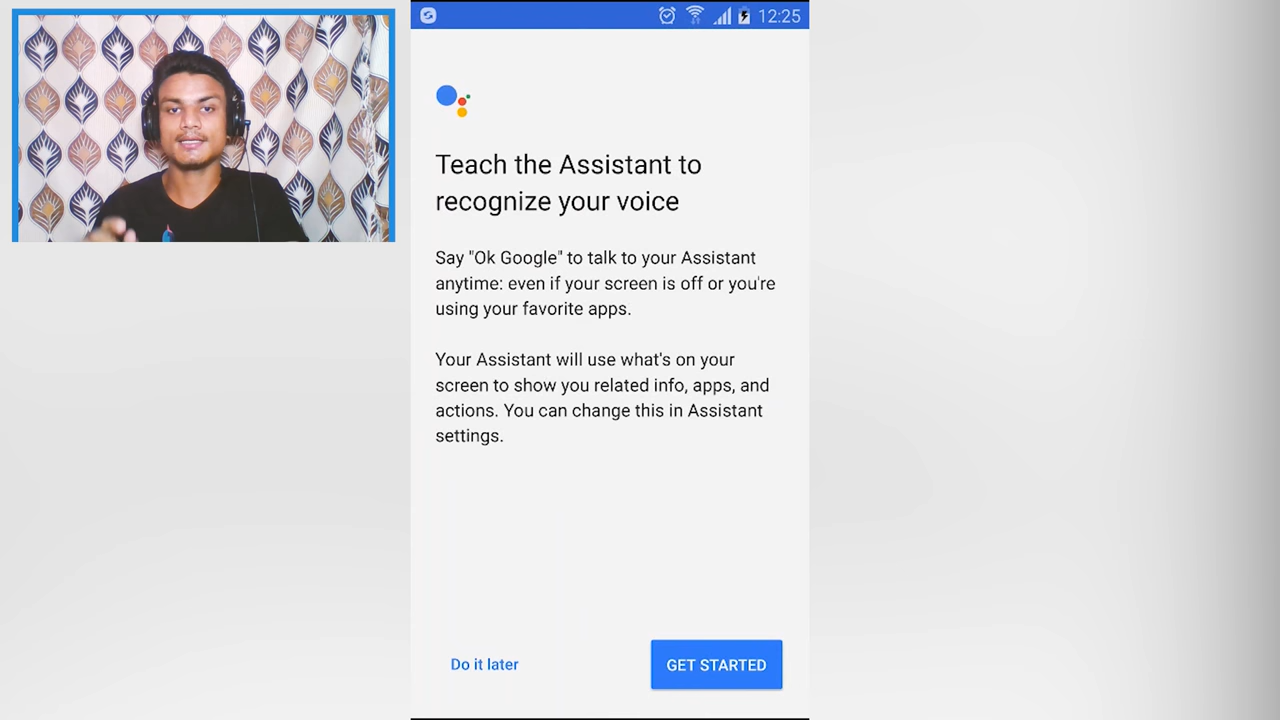 12:25
Teach the Assistant to
recognize your voice
Say "Ok Google" to talk to your Assistant
anytime: even if your screen is off or you're
using your favorite apps.
Your Assistant will use what's on your
screen to show you related info, apps, and
actions. You can change this in Assistant
settings.
Do it later
GET STARTED